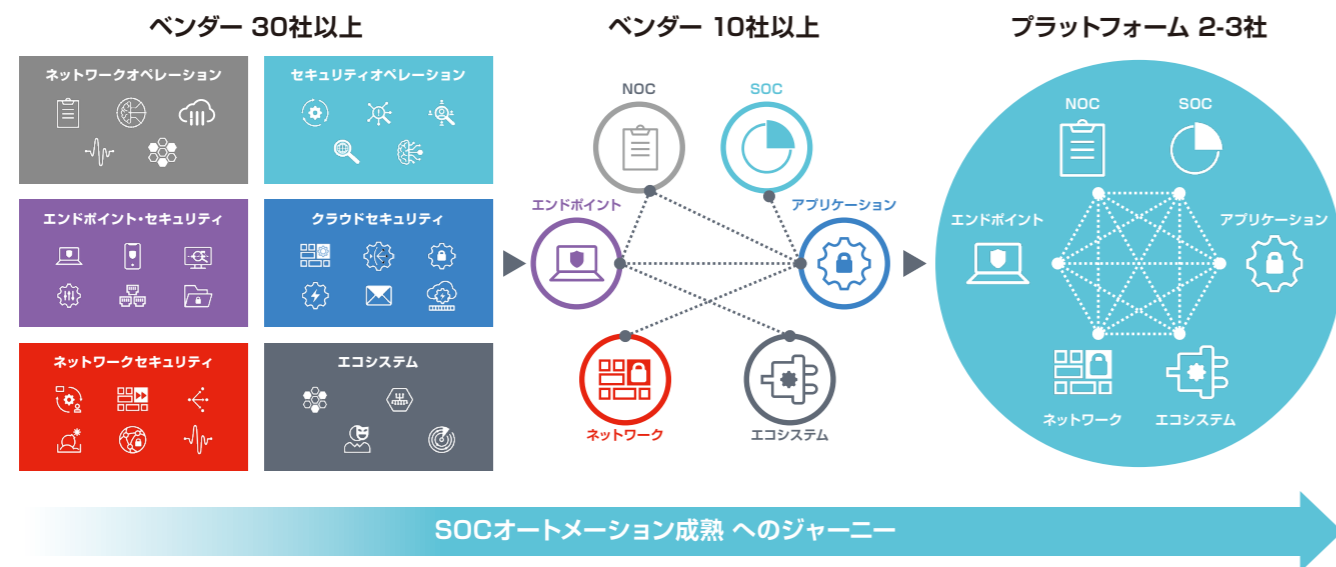 ベンダー 30社以上
ネットワークオペレーション
セキュリティオペレーション
エンドポイント・セキュリティ
クラウドセキュリティ
ネットワークセキュリティ
エコシステム
ベンダー 10社以上
NOC
SOC
エンドポイント
アプリケーション
ネットワーク
エコシステム
プラットフォーム 2-3社
NOC
SOC
エンドポイント
アプリケーション
ネットワーク
エコシステム
SOCオートメーション成熟 へのジャーニー